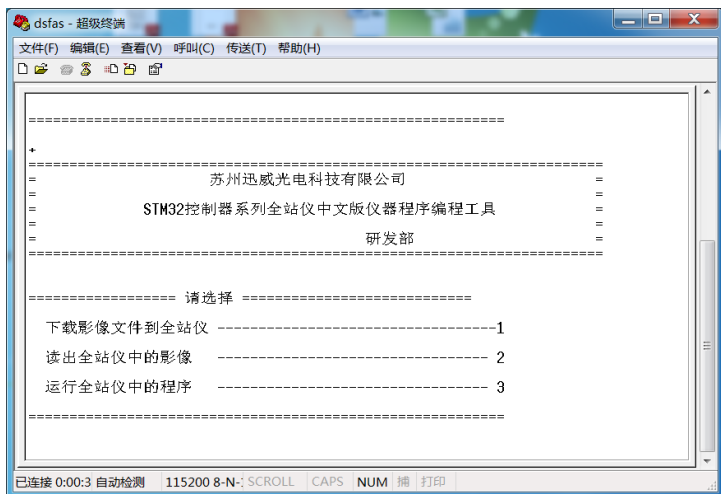 dsfas - 超级终端
文件(F) 编辑(E) 查看(V) 呼叫(C) 传送(T) 帮助(H)
==========================================================
+
======================================================================
= 苏州迅威光电科技有限公司 =
= =
= STM32控制器系列全站仪中文版仪器程序编程工具 =
= =
= 研发部 =
======================================================================
================== 请选择 ============================
下载影像文件到全站仪 ----------------------------------1
读出全站仪中的影像 --------------------------------- 2
运行全站仪中的程序 --------------------------------- 3
==========================================================
已连接 0:00:3 自动检测 115200 8-N- SCROLL CAPS NUM 捕 打印